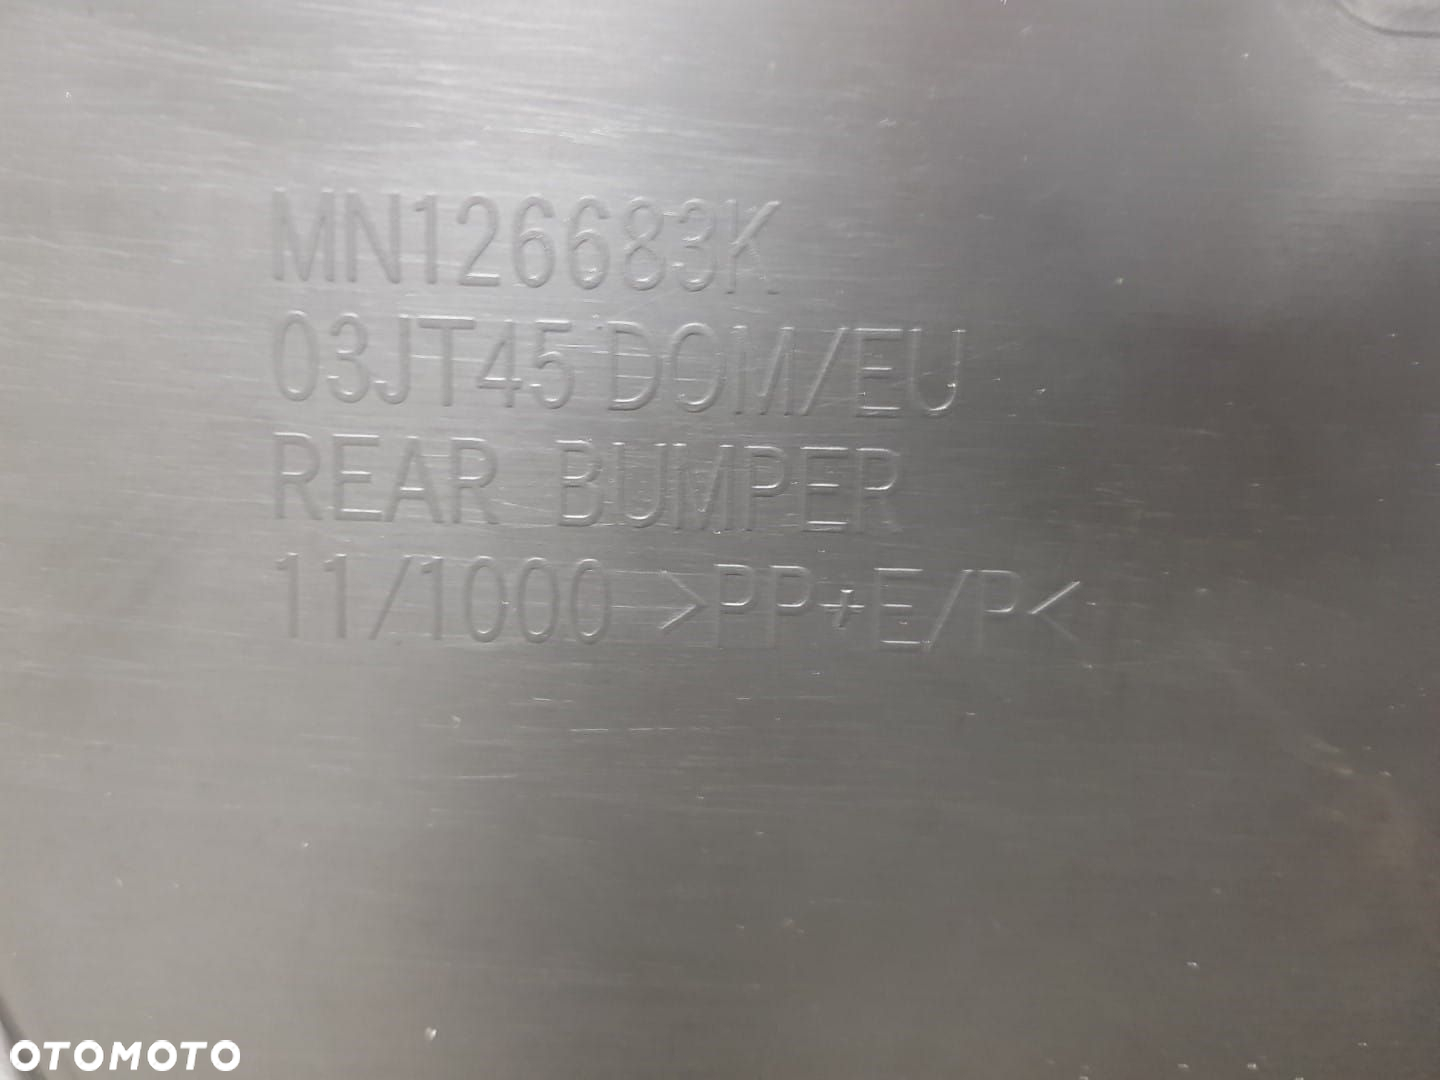 MN126683K
03JT45 DOM/EU
REAR BUMPER
11/1000 >PP+E/P<
OTOMOTO